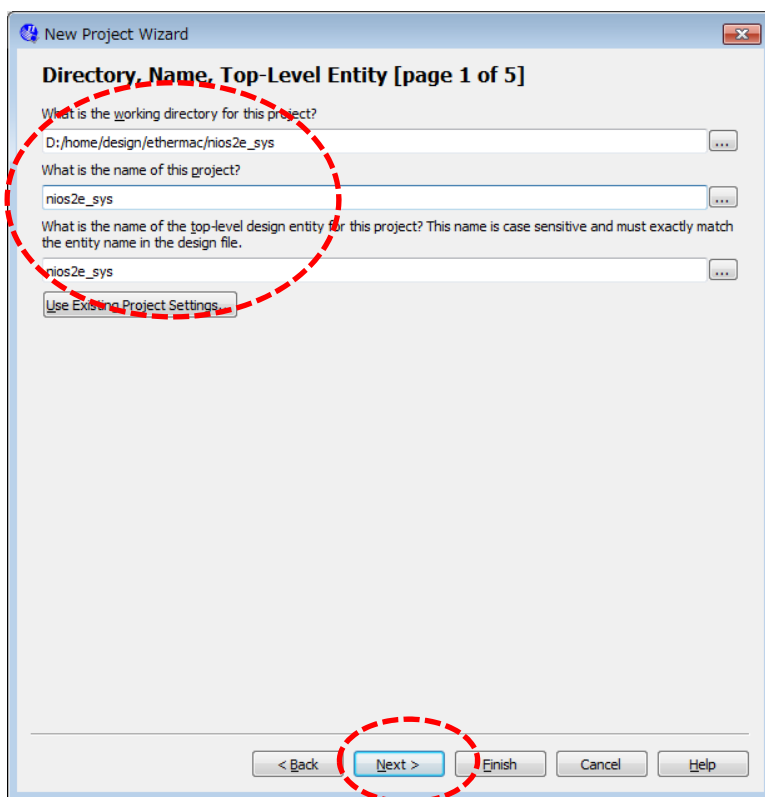 New Project Wizard
Directory, Name, Top-Level Entity [page 1 of 5]
What is the working directory for this project?
D:/home/design/ethermac/nios2e_sys
...
What is the name of this project?
nios2e_sys
...
What is the name of the top-level design entity for this project? This name is case sensitive and must exactly match
the entity name in the design file.
nios2e_sys
...
Use Existing Project Settings...
< Back Next > Finish Cancel Help